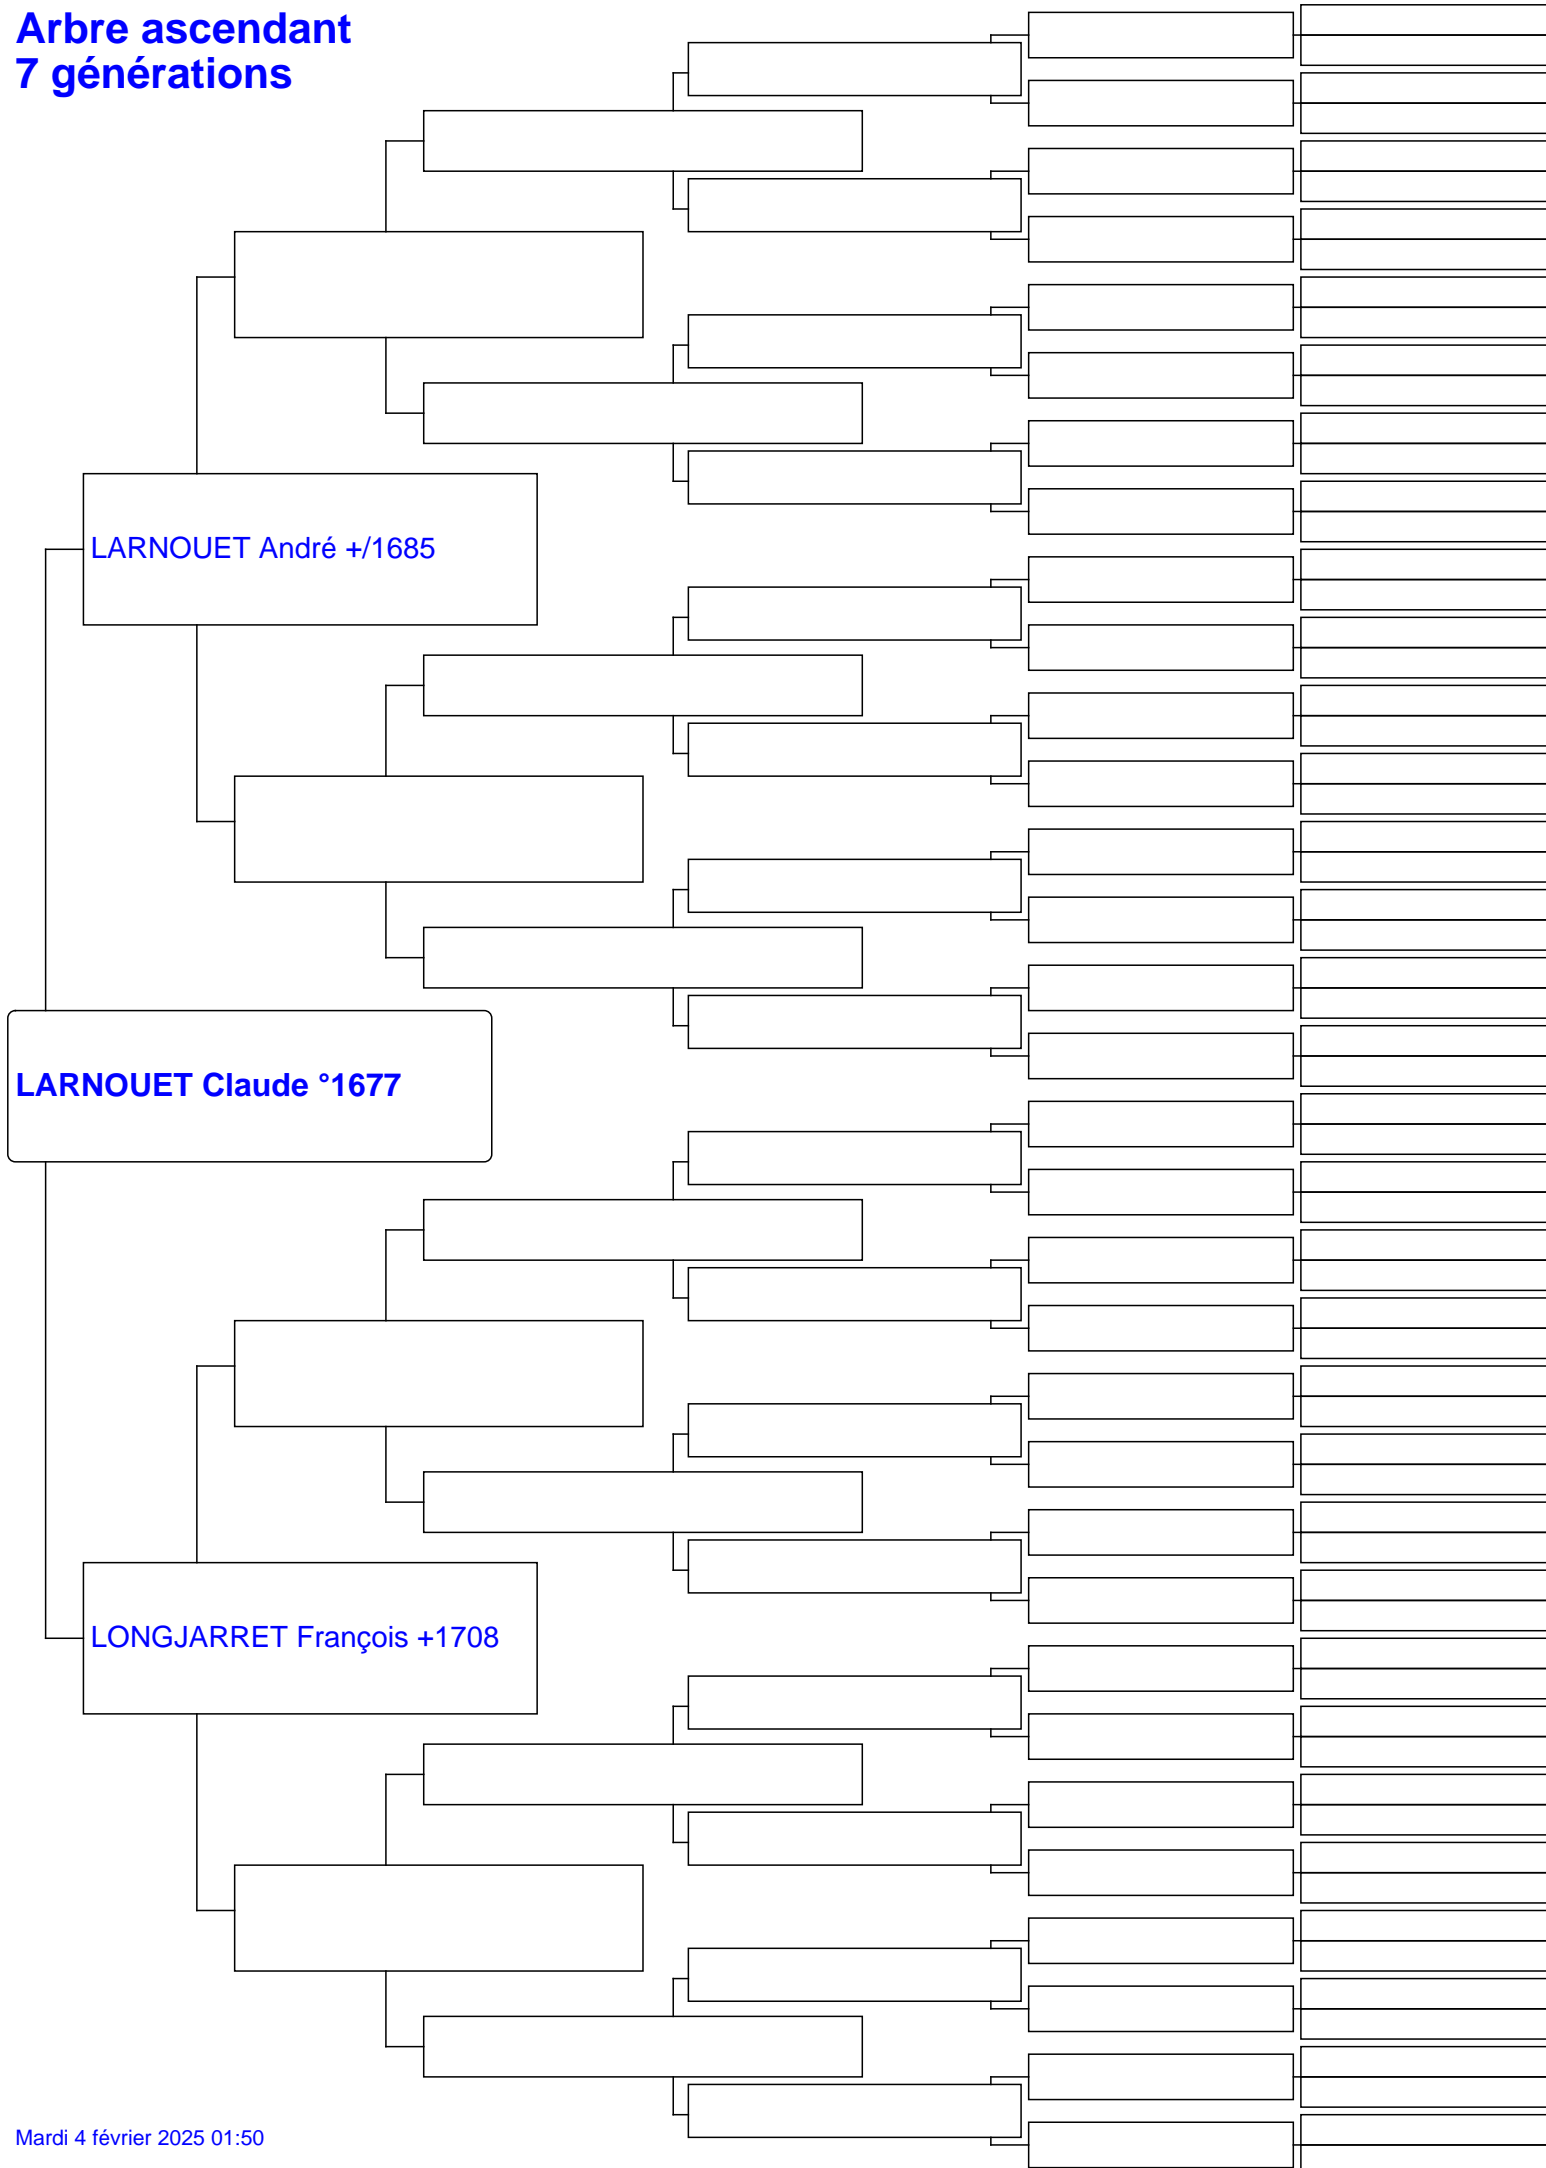 Arbre ascendant
7 générations
LARNOUET André +/1685
LARNOUET Claude °1677
LONGJARRET François +1708
Mardi 4 février 2025 01:50